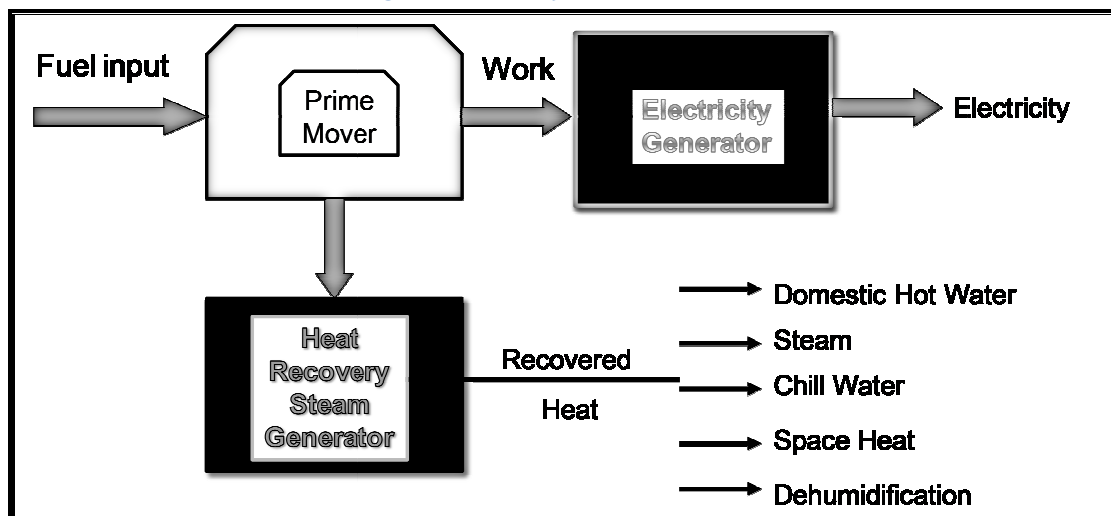 Fuel input
Prime
Mover
Work
Electricity
Generator
Electricity
Heat
Recovery
Steam
Generator
Recovered
Heat
Domestic Hot Water
Steam
Chill Water
Space Heat
Dehumidification